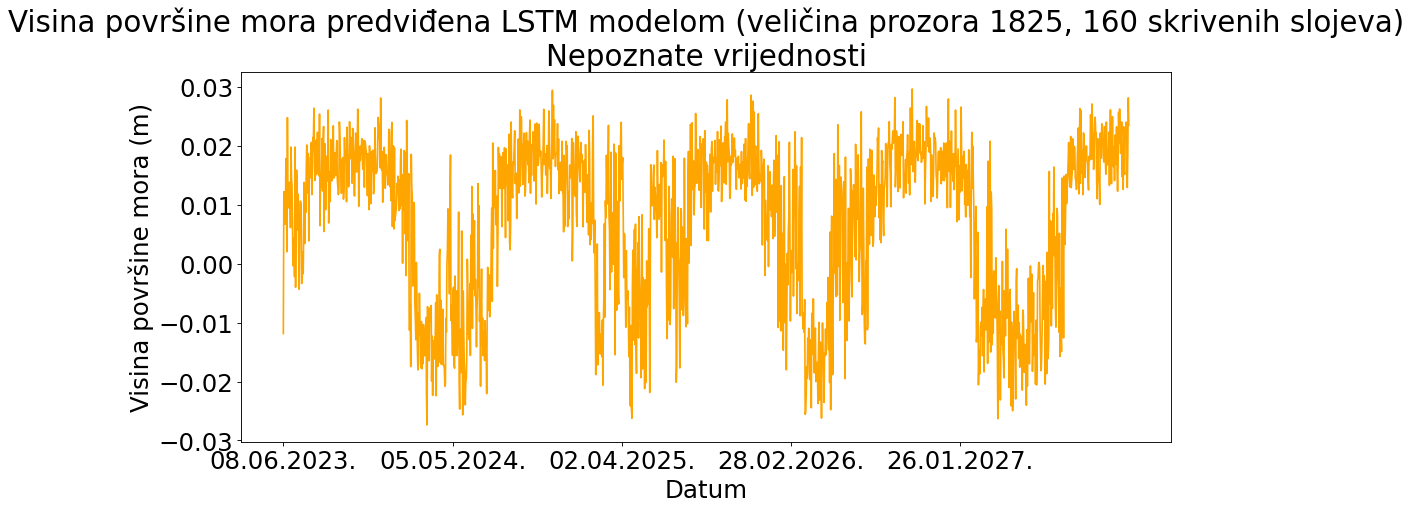 Visina površine mora predviđena LSTM modelom (veličina prozora 1825, 160 skrivenih slojeva)
Nepoznate vrijednosti
Visina površine mora (m)
0.03
0.02
0.01
0.00
−0.01
−0.02
−0.03
08.06.2023. 05.05.2024. 02.04.2025. 28.02.2026. 26.01.2027.
Datum